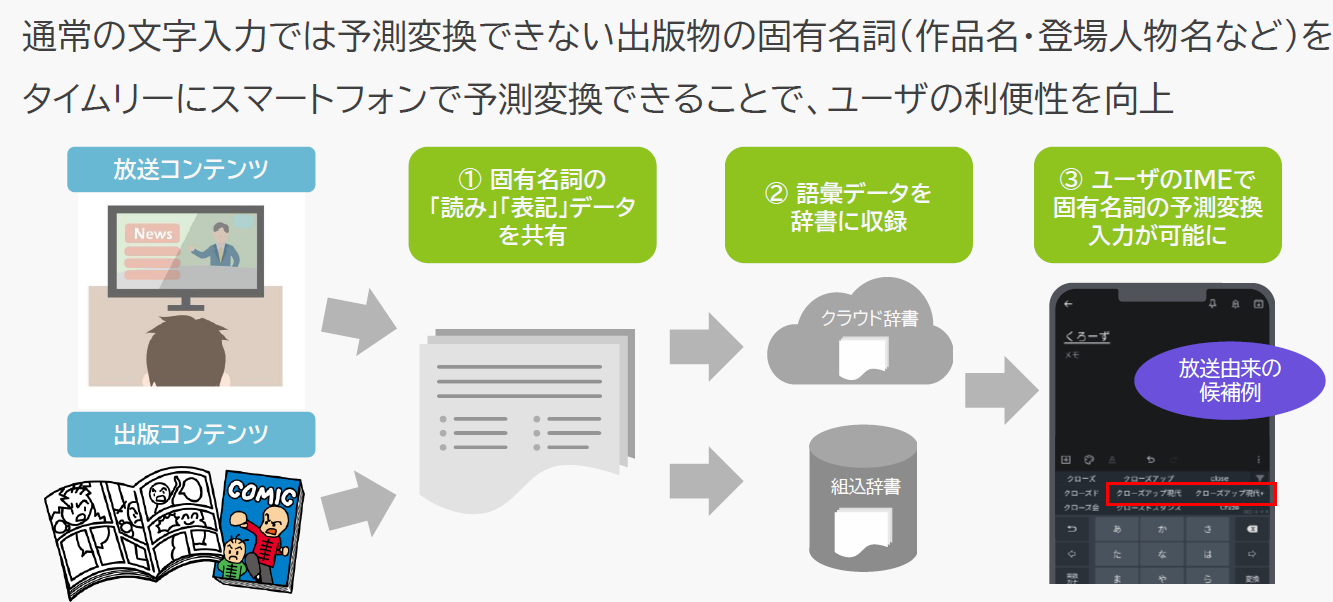 通常の文字入力では予測変換できない出版物の固有名詞（作品名・登場人物名など）を
タイムリーにスマートフォンで予測変換できることで、ユーザの利便性を向上
放送コンテンツ
News
出版コンテンツ
COMIC
① 固有名詞の
「読み」「表記」データ
を共有
② 語彙データを
辞書に収録
クラウド辞書
組込辞書
③ ユーザのIMEで
固有名詞の予測変換
入力が可能に
くろーず
メモ
放送由来の
候補例
クローズ クローズアップ close
クローズド クローズアップ現代 クローズアップ現代+
クローズ会 クローズドスタンス Close
あ か さ
た な は
ま や ら 変換